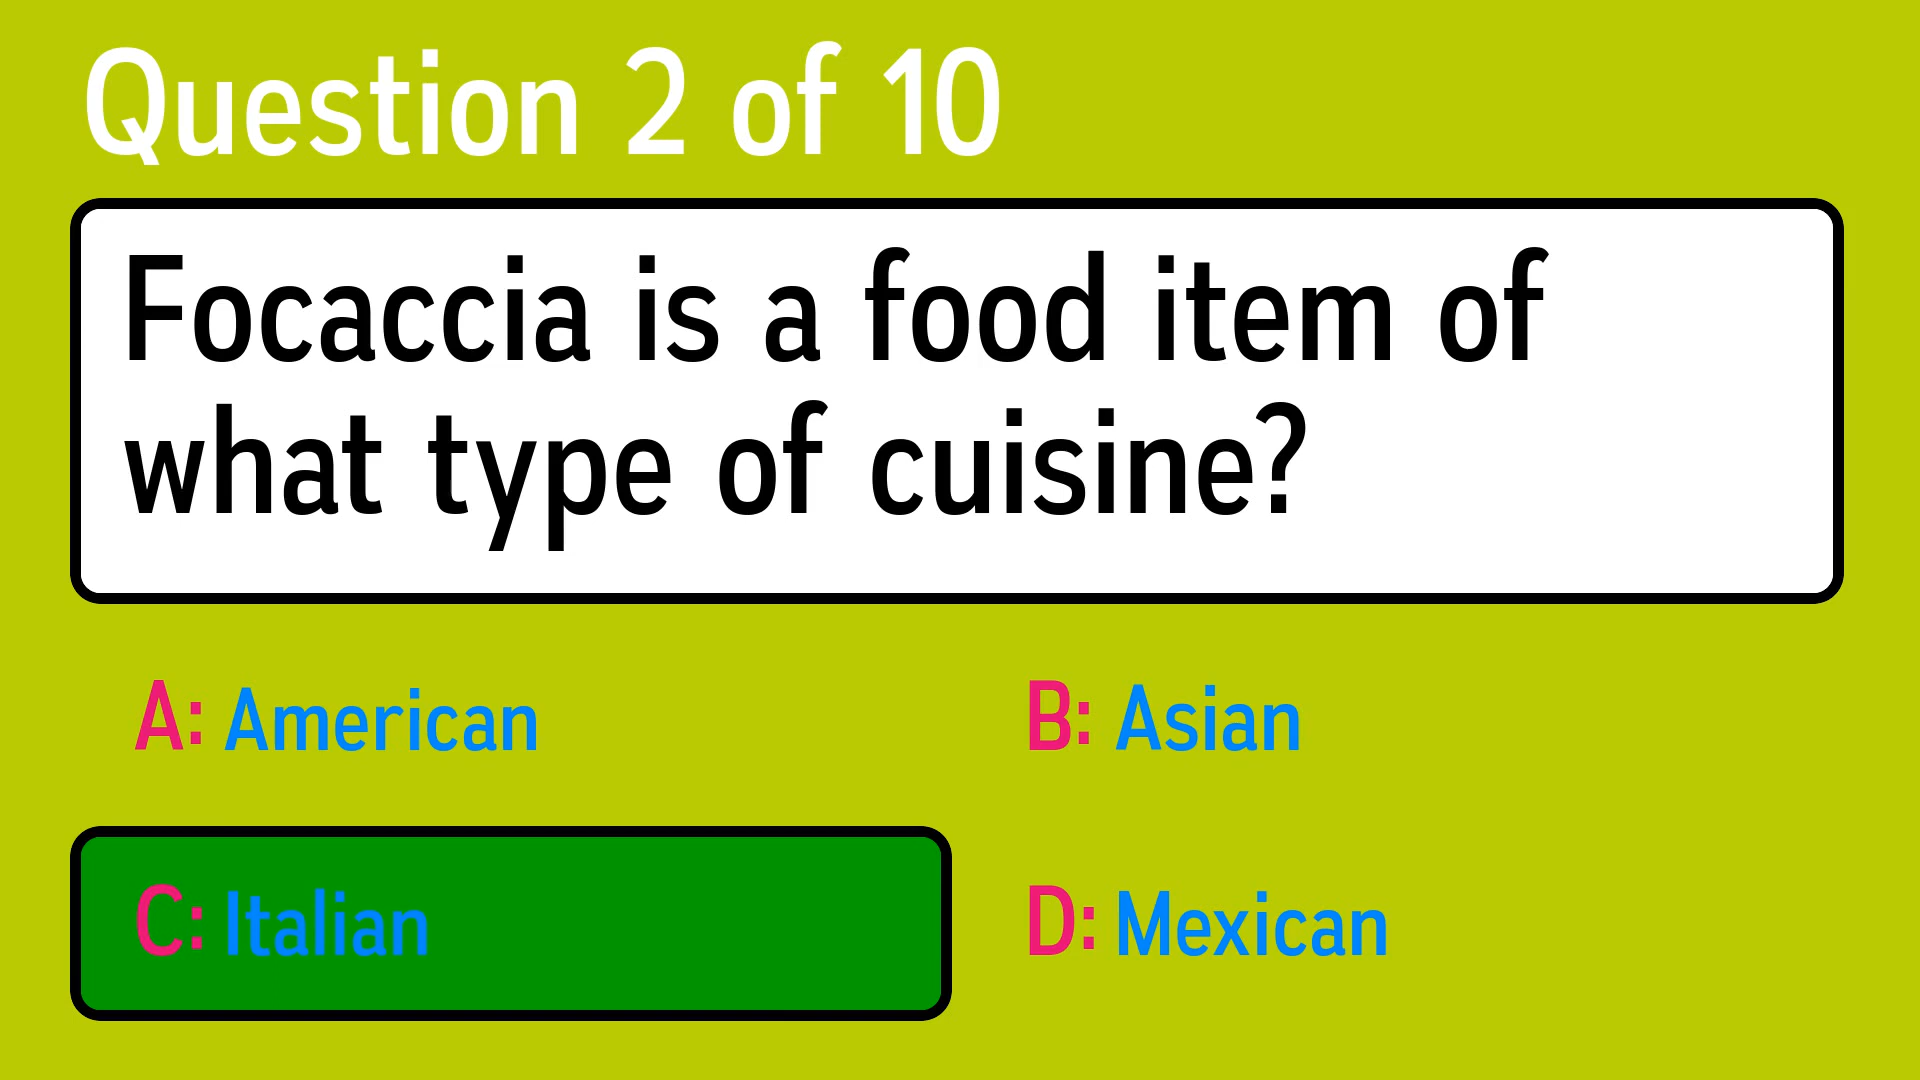 Question 2 of 10
Focaccia is a food item of
what type of cuisine?
A: American
B: Asian
C: Italian
D: Mexican